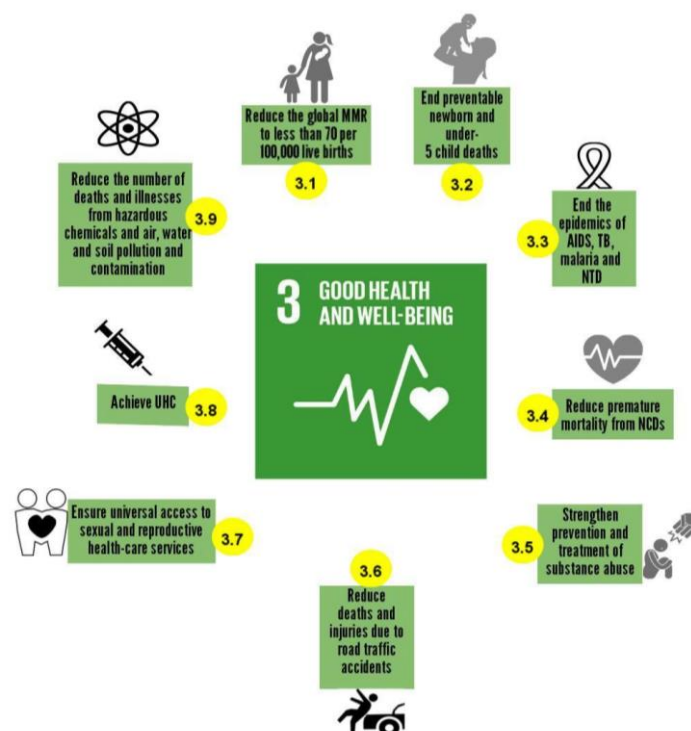 3 GOOD HEALTH
AND WELL-BEING
Reduce the global MMR
to less than 70 per
100,000 live births
3.1
End preventable
newborn and
under-
5 child deaths
3.2
End the
epidemics of
AIDS, TB,
malaria and
NTD
3.3
Reduce premature
mortality from NCDs
3.4
Strengthen
prevention and
treatment of
substance abuse
3.5
3.6
Reduce
deaths and
injuries due to
road traffic
accidents
Ensure universal access to
sexual and reproductive
health-care services
3.7
Achieve UHC
3.8
Reduce the number of
deaths and illnesses
from hazardous
chemicals and air, water
and soil pollution and
contamination
3.9